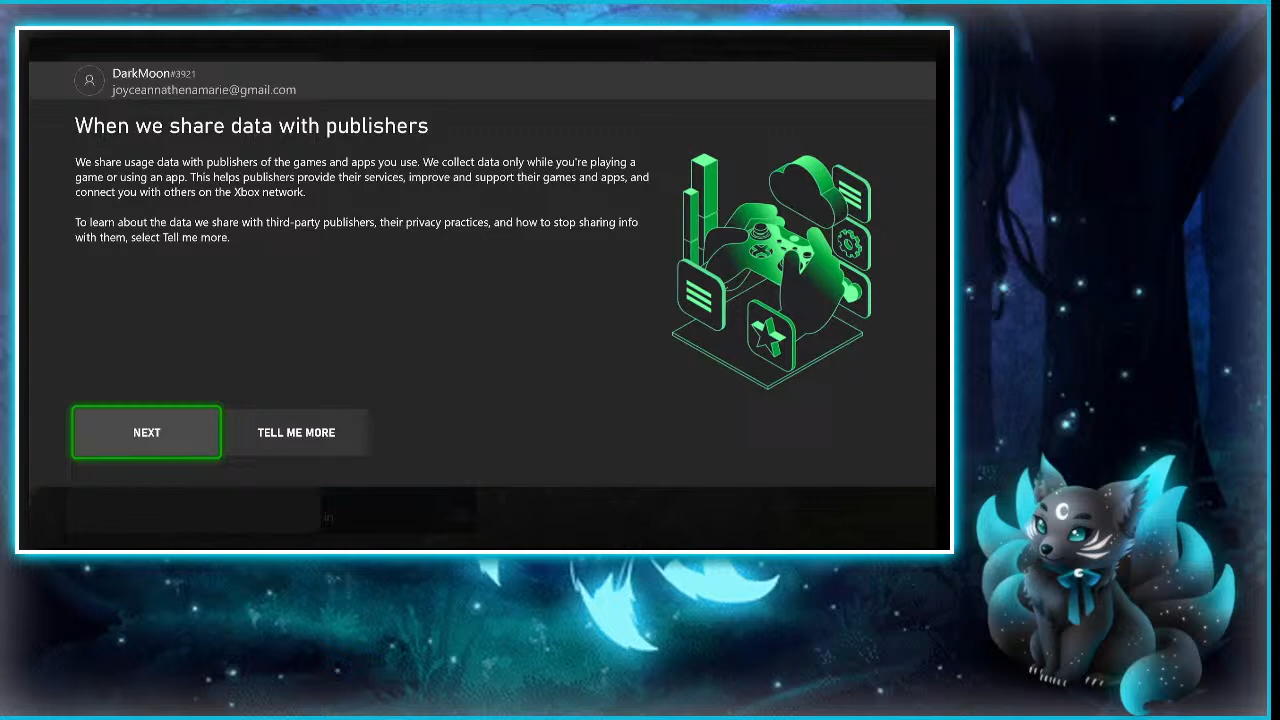 DarkMoon#3921
joyceannathenamarie@gmail.com
When we share data with publishers
We share usage data with publishers of the games and apps you use. We collect data only while you're playing a
game or using an app. This helps publishers provide their services, improve and support their games and apps, and
connect you with others on the Xbox network.
To learn about the data we share with third-party publishers, their privacy practices, and how to stop sharing info
with them, select Tell me more.
NEXT
TELL ME MORE
in